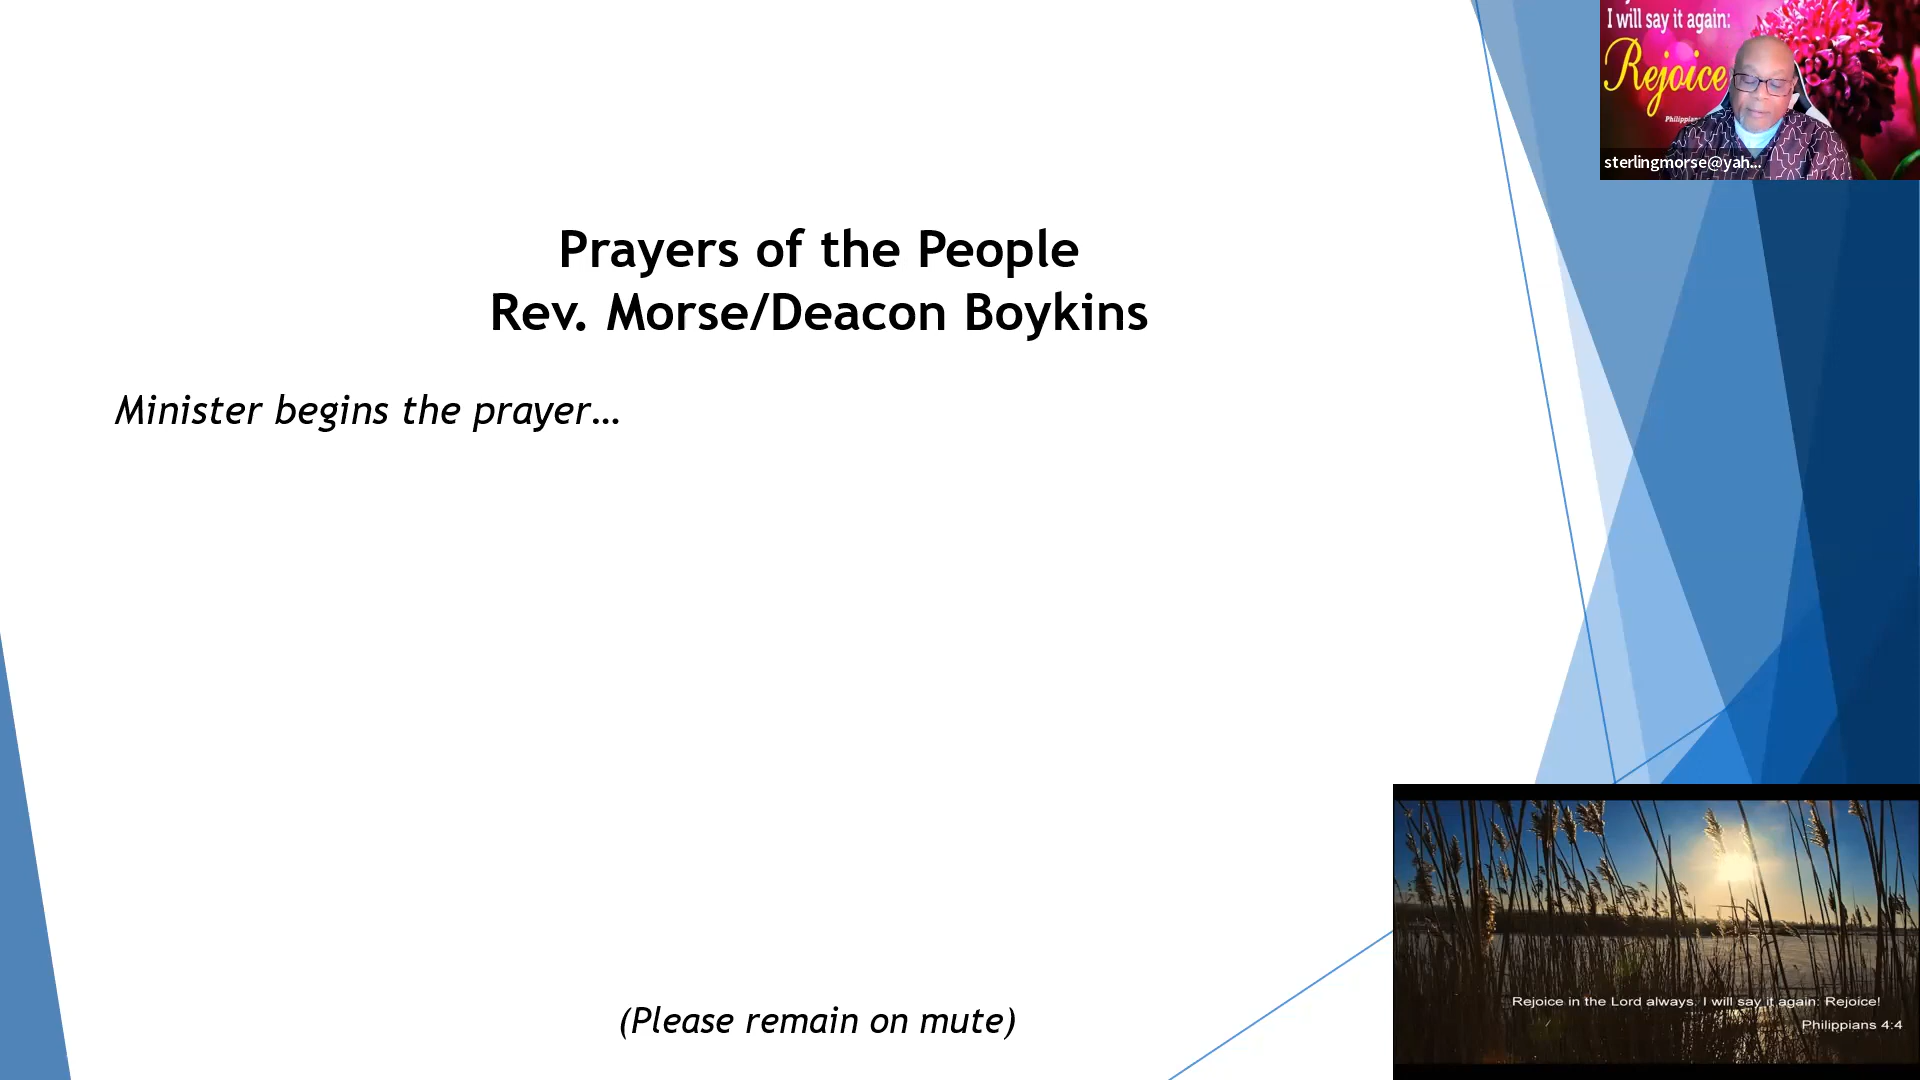 Prayers of the People
Rev. Morse/Deacon Boykins
Minister begins the prayer…
(Please remain on mute)
I will say it again:
Rejoice
sterlingmorse@yah...
Rejoice in the Lord always. I will say it again: Rejoice!
Philippians 4:4